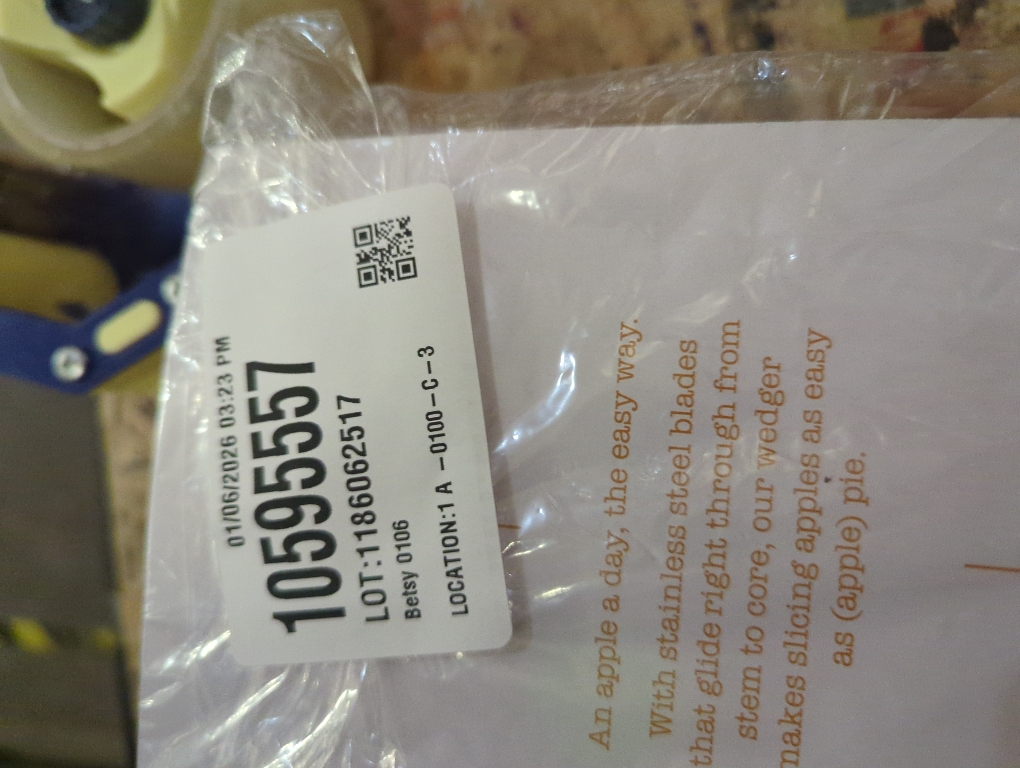 01/06/2026 03:23 PM
10595557
LOT:1186062517
Betsy 0106
LOCATION:1 A -0100-C-3
An apple a day, the easy way.
With stainless steel blades
that glide right through from
stem to core, our wedger
makes slicing apples as easy
as (apple) pie.